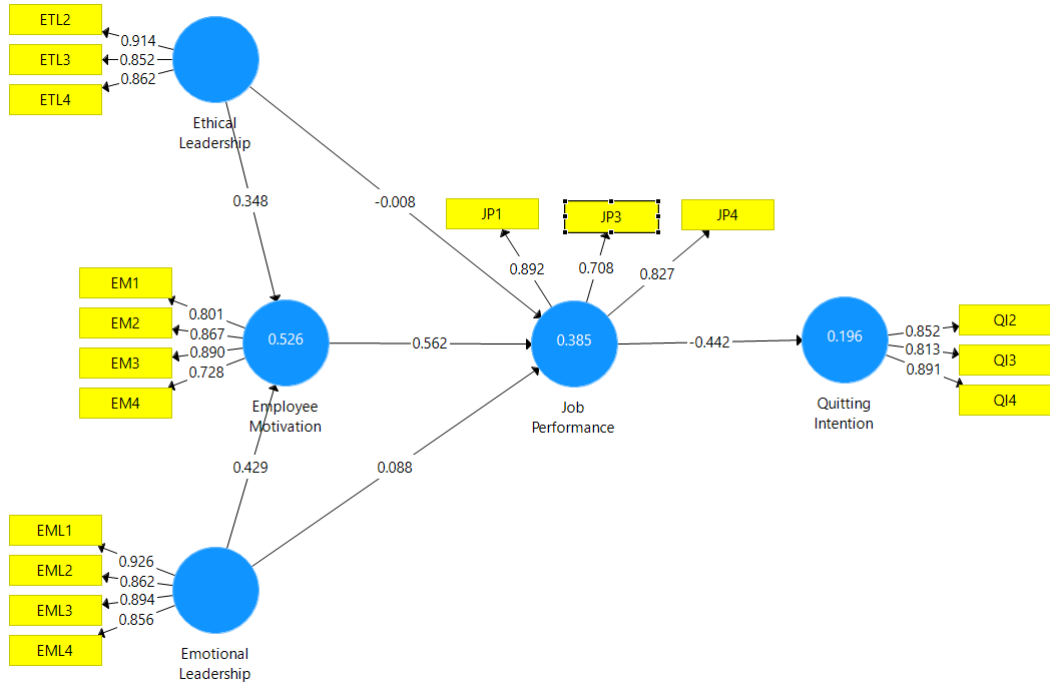 ETL2
0.914
ETL3
0.852
ETL4
0.862
Ethical
Leadership
0.348
-0.008
JP1
JP3
JP4
0.892
0.708
0.827
EM1
0.801
EM2
0.867
EM3
0.890
EM4
0.728
0.526
Employee
Motivation
0.562
0.385
Job
Performance
-0.442
0.196
Quitting
Intention
0.852
QI2
0.813
QI3
0.891
QI4
0.429
0.088
EML1
0.926
EML2
0.862
EML3
0.894
EML4
0.856
Emotional
Leadership